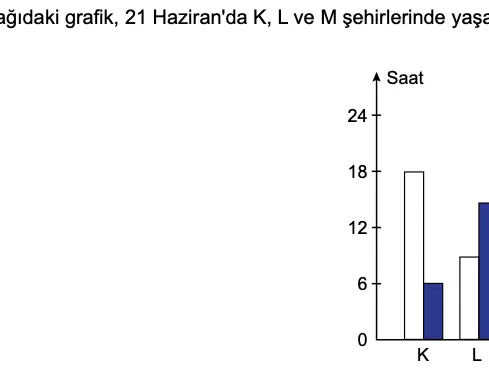 ağıdaki grafik, 21 Haziran'da K, L ve M şehirlerinde yaşa
Saat
24
18
12
6
0
K L